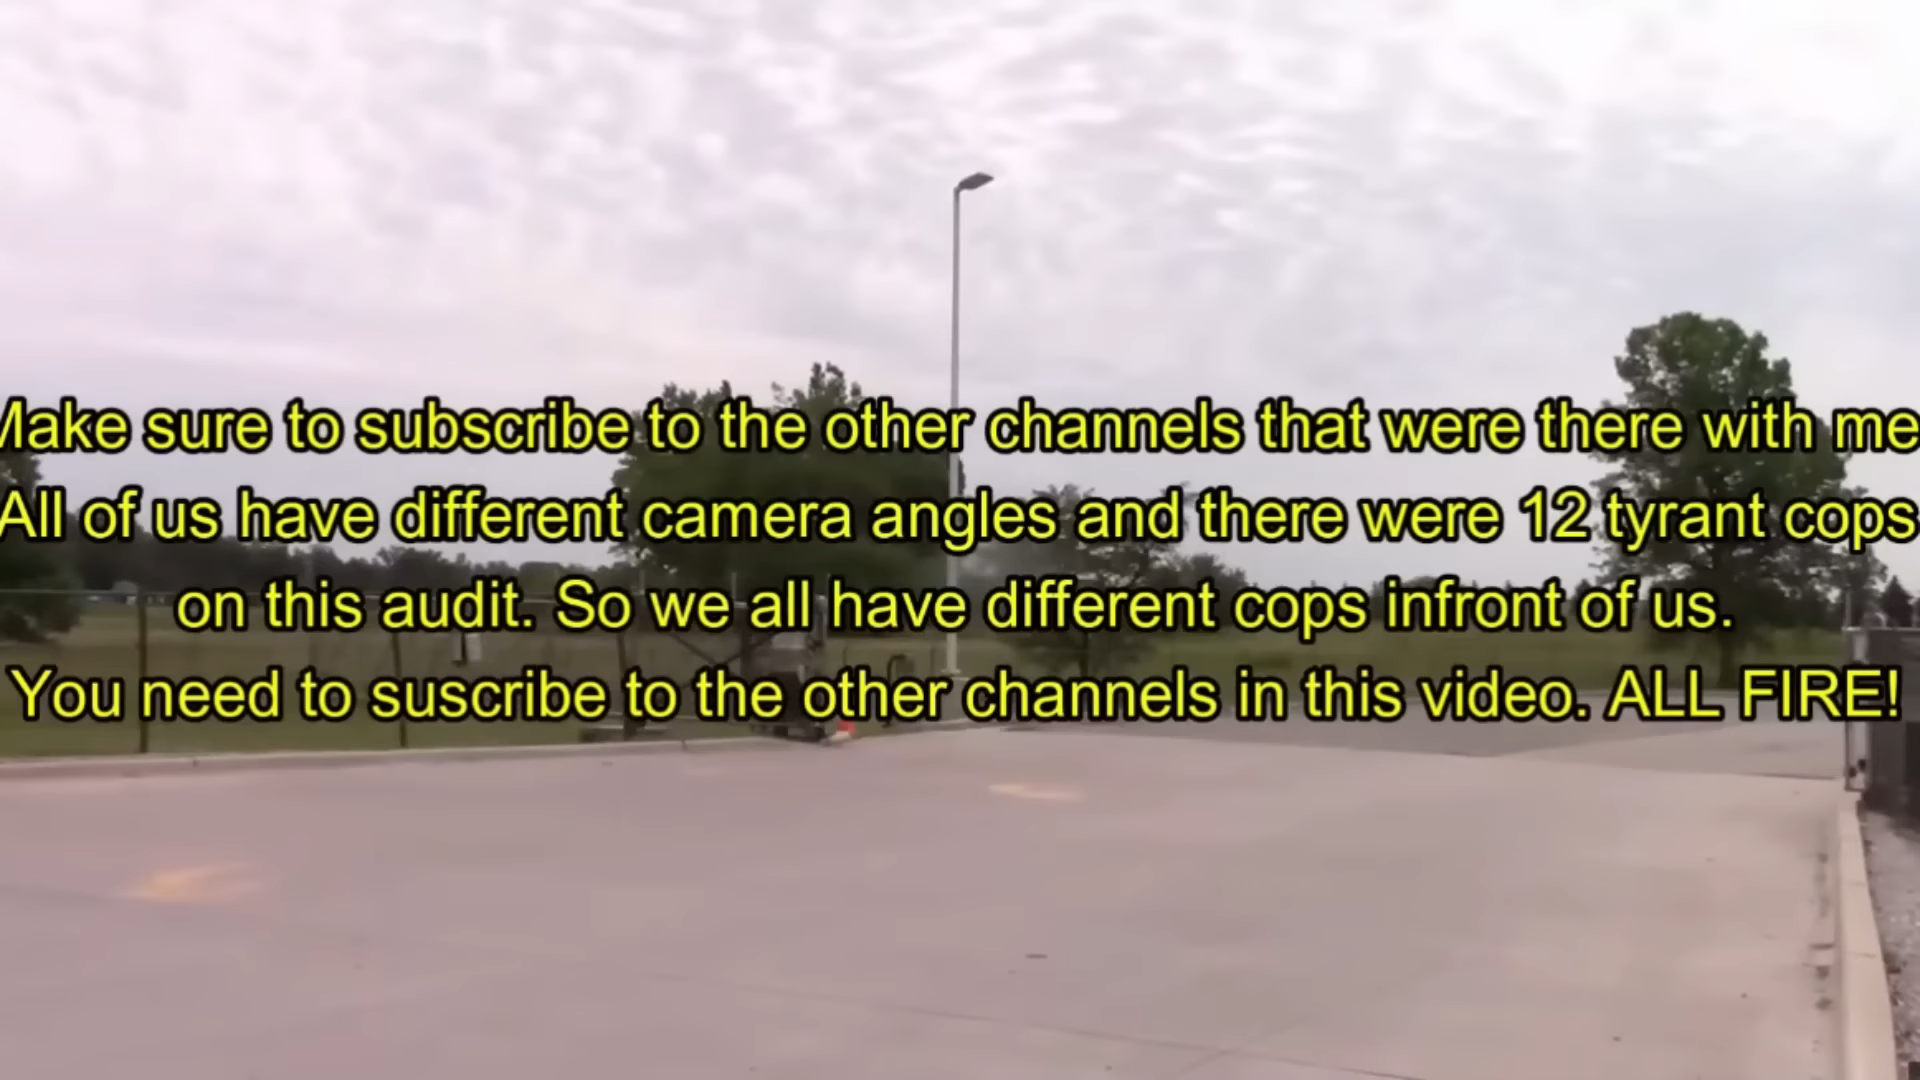 Make sure to subscribe to the other channels that were there with me
All of us have different camera angles and there were 12 tyrant cops
on this audit. So we all have different cops infront of us.
You need to suscribe to the other channels in this video. ALL FIRE!